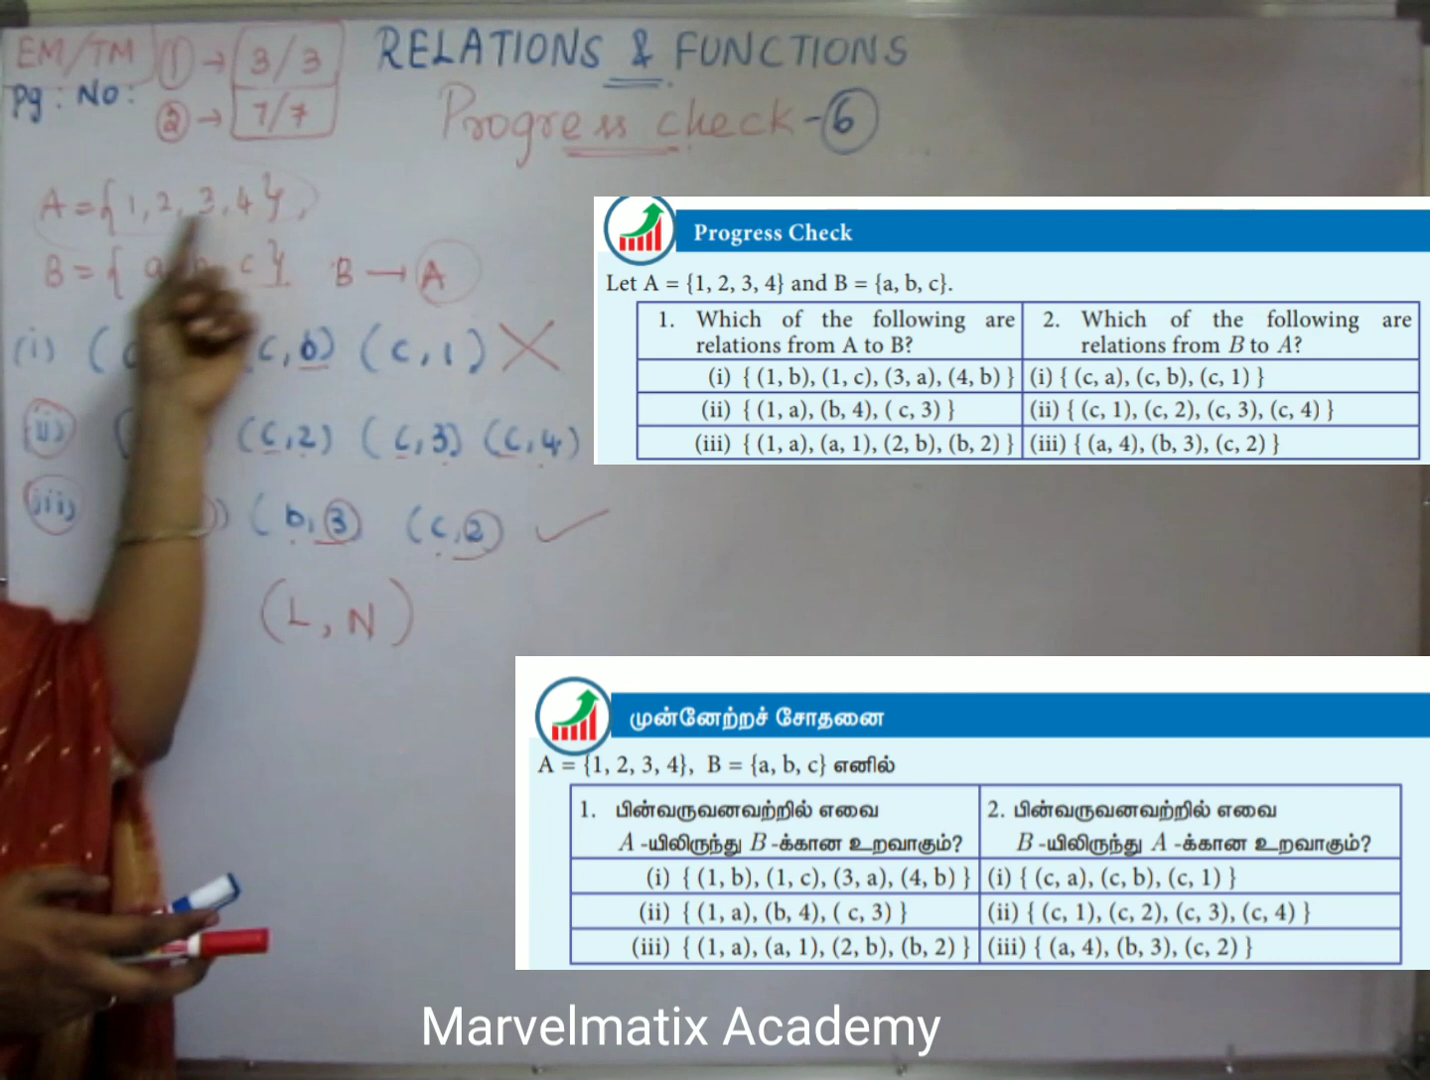 EM/TM ① → 3/3
Pg: No: ② → 7/7
RELATIONS & FUNCTIONS
Progress check - ⑥
A = { 1, 2, 3, 4 },
B = { a, b, c } B → A
(i) (c, b) (c, 1) ✗
(ii) (c, 2) (c, 3) (c, 4)
(iii) (b, 3) (c, 2) ✓
(L, N)
Progress Check
Let A = {1, 2, 3, 4} and B = {a, b, c}.
1. Which of the following are relations from A to B?
2. Which of the following are relations from B to A?
(i) { (1, b), (1, c), (3, a), (4, b) } (i) { (c, a), (c, b), (c, 1) }
(ii) { (1, a), (b, 4), ( c, 3) } (ii) { (c, 1), (c, 2), (c, 3), (c, 4) }
(iii) { (1, a), (a, 1), (2, b), (b, 2) } (iii) { (a, 4), (b, 3), (c, 2) }
முன்னேற்றச் சோதனை
A = {1, 2, 3, 4}, B = {a, b, c} எனில்
1. பின்வருவனவற்றில் எவை
A -யிலிருந்து B -க்கான உறவாகும்?
2. பின்வருவனவற்றில் எவை
B -யிலிருந்து A -க்கான உறவாகும்?
(i) { (1, b), (1, c), (3, a), (4, b) } (i) { (c, a), (c, b), (c, 1) }
(ii) { (1, a), (b, 4), ( c, 3) } (ii) { (c, 1), (c, 2), (c, 3), (c, 4) }
(iii) { (1, a), (a, 1), (2, b), (b, 2) } (iii) { (a, 4), (b, 3), (c, 2) }
Marvelmatix Academy